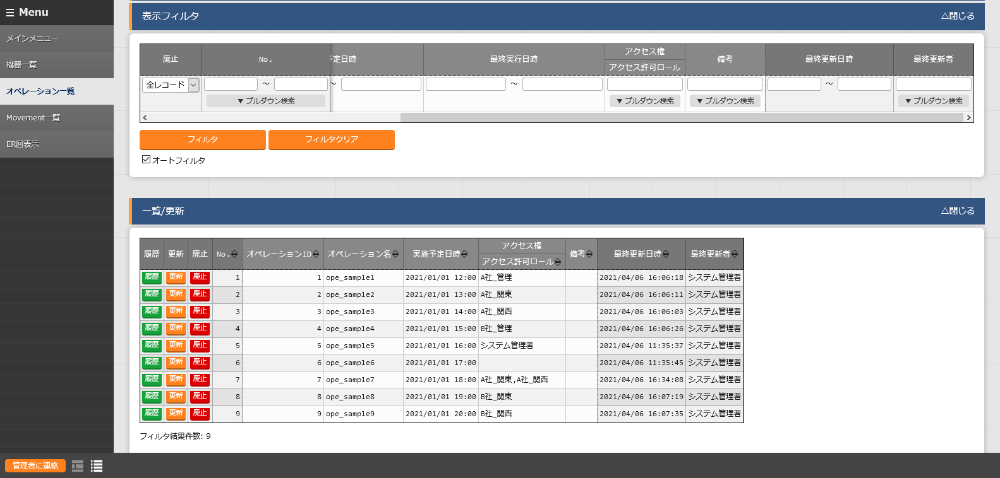 Menu
メインメニュー
機器一覧
オペレーション一覧
Movement一覧
ER図表示
表示フィルタ
△閉じる
廃止 No. 予定日時 最終実行日時 アクセス権 備考 最終更新日時 最終更新者
アクセス許可ロール
全レコード ～ ～ ～ ～
▼プルダウン検索 ▼プルダウン検索 ▼プルダウン検索 ▼プルダウン検索
フィルタ フィルタクリア
オートフィルタ
一覧/更新
△閉じる
履歴 更新 廃止 No. オペレーションID オペレーション名 実施予定日時 アクセス権 備考 最終更新日時 最終更新者
アクセス許可ロール
履歴 更新 廃止 1 1 ope_sample1 2021/01/01 12:00 A社_管理 2021/04/06 16:06:18 システム管理者
履歴 更新 廃止 2 2 ope_sample2 2021/01/01 13:00 A社_関東 2021/04/06 16:06:11 システム管理者
履歴 更新 廃止 3 3 ope_sample3 2021/01/01 14:00 A社_関西 2021/04/06 16:06:03 システム管理者
履歴 更新 廃止 4 4 ope_sample4 2021/01/01 15:00 B社_管理 2021/04/06 16:06:26 システム管理者
履歴 更新 廃止 5 5 ope_sample5 2021/01/01 16:00 システム管理者 2021/04/06 11:35:37 システム管理者
履歴 更新 廃止 6 6 ope_sample6 2021/01/01 17:00 2021/04/06 11:35:45 システム管理者
履歴 更新 廃止 7 7 ope_sample7 2021/01/01 18:00 A社_関東,A社_関西 2021/04/06 16:34:08 システム管理者
履歴 更新 廃止 8 8 ope_sample8 2021/01/01 19:00 B社_関東 2021/04/06 16:07:19 システム管理者
履歴 更新 廃止 9 9 ope_sample9 2021/01/01 20:00 B社_関西 2021/04/06 16:07:35 システム管理者
フィルタ結果件数: 9
管理者に連絡